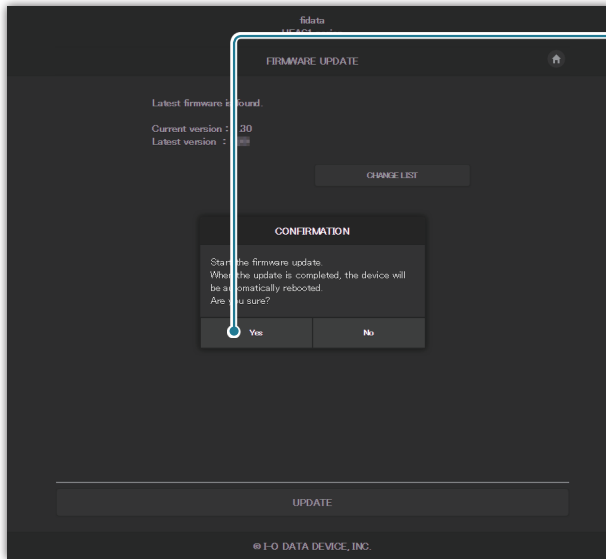 fidata
FIRMWARE UPDATE
Latest firmware is found.
Current version : .30
Latest version :
CHANGE LIST
CONFIRMATION
Start the firmware update.
When the update is completed, the device will
be automatically rebooted.
Are you sure?
Yes
No
UPDATE
© I-O DATA DEVICE, INC.